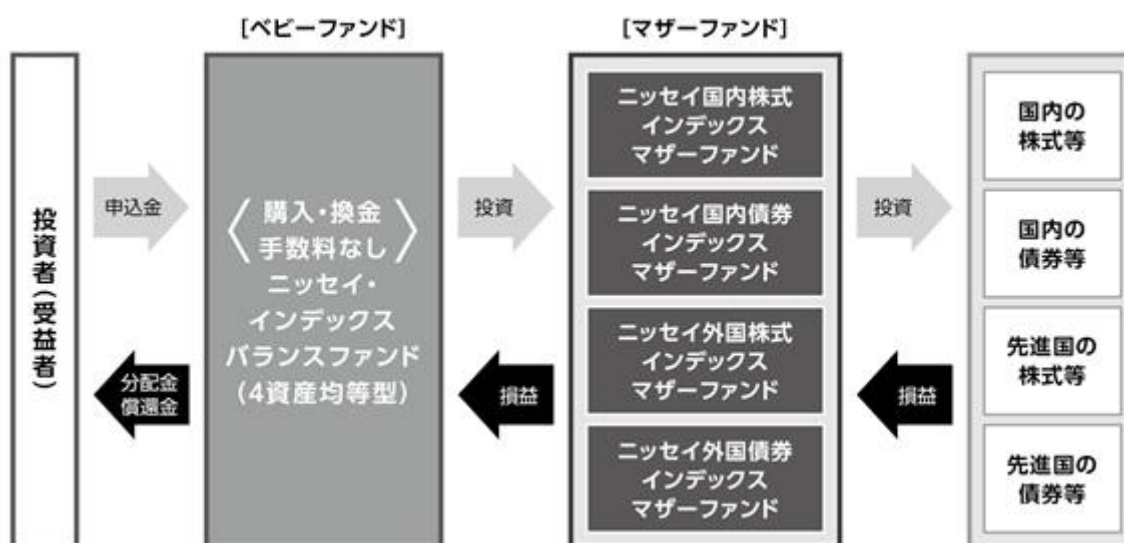 [ベビーファンド]
[マザーファンド]
投資者(受益者)
申込金
分配金
償還金
〈購入・換金
手数料なし〉
ニッセイ・
インデックス
バランスファンド
(4資産均等型)
投資
損益
ニッセイ国内株式
インデックス
マザーファンド
ニッセイ国内債券
インデックス
マザーファンド
ニッセイ外国株式
インデックス
マザーファンド
ニッセイ外国債券
インデックス
マザーファンド
投資
損益
国内の
株式等
国内の
債券等
先進国の
株式等
先進国の
債券等